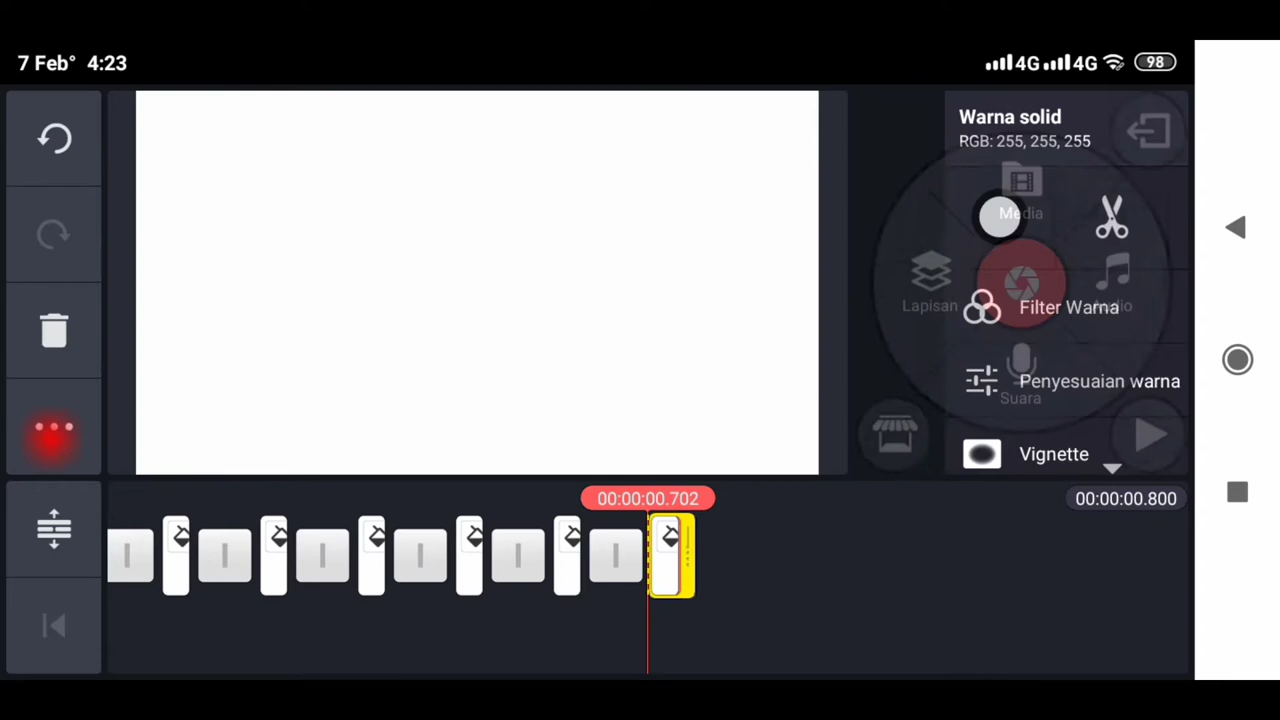 7 Feb° 4:23
4G 4G 98
Warna solid
RGB: 255, 255, 255
Media
Lapisan
Audio
Filter Warna
Penyesuaian warna
Suara
Vignette
00:00:00.702
00:00:00.800